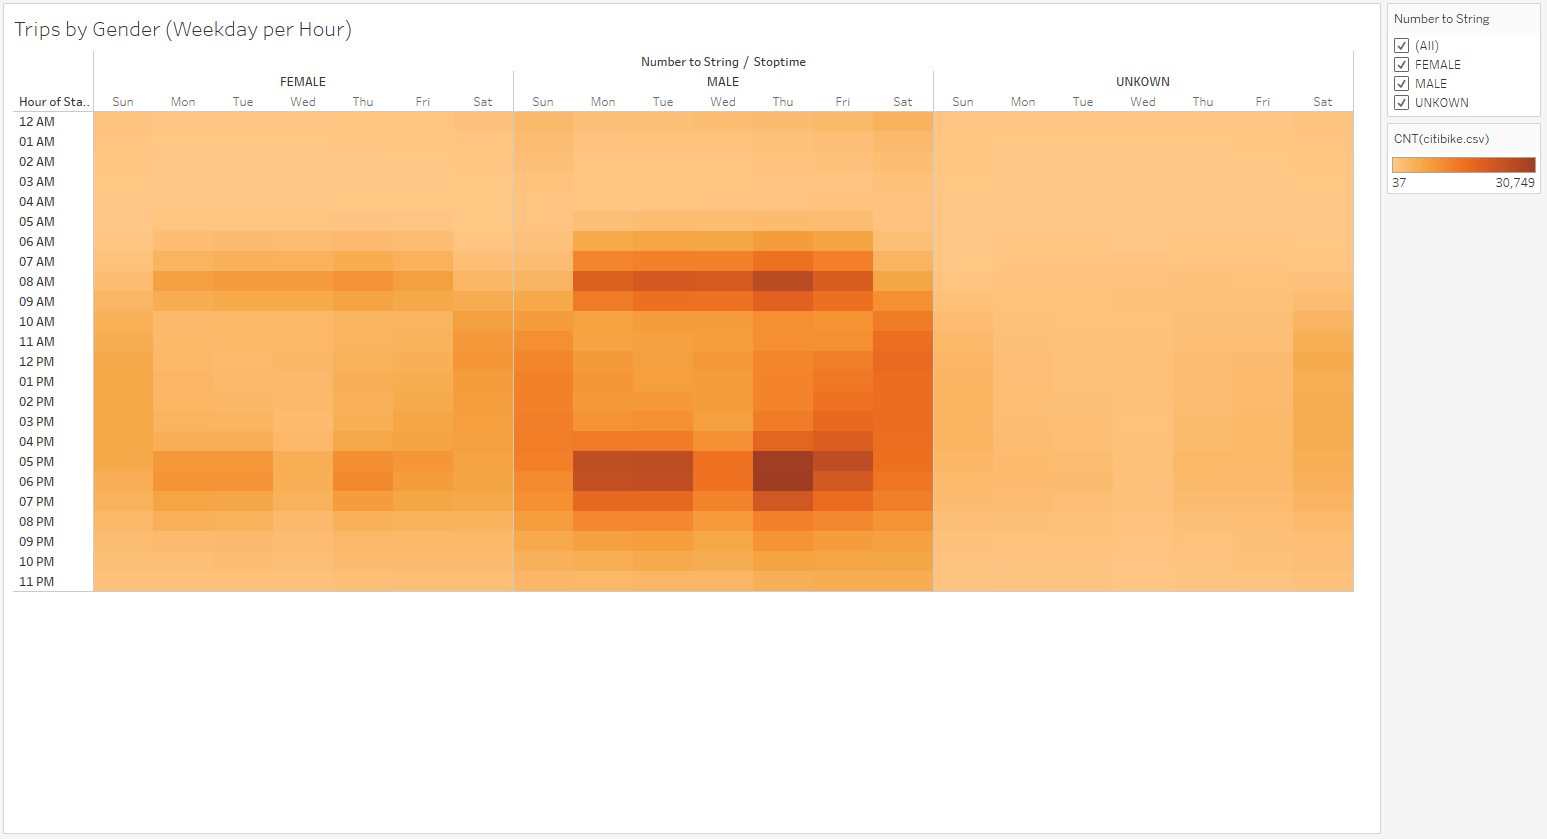 Trips by Gender (Weekday per Hour)
Number to String / Stoptime
FEMALE MALE UNKOWN
Hour of Sta.. Sun Mon Tue Wed Thu Fri Sat Sun Mon Tue Wed Thu Fri Sat Sun Mon Tue Wed Thu Fri Sat
12 AM
01 AM
02 AM
03 AM
04 AM
05 AM
06 AM
07 AM
08 AM
09 AM
10 AM
11 AM
12 PM
01 PM
02 PM
03 PM
04 PM
05 PM
06 PM
07 PM
08 PM
09 PM
10 PM
11 PM
Number to String
(All)
FEMALE
MALE
UNKOWN
CNT(citibike.csv)
37 30,749